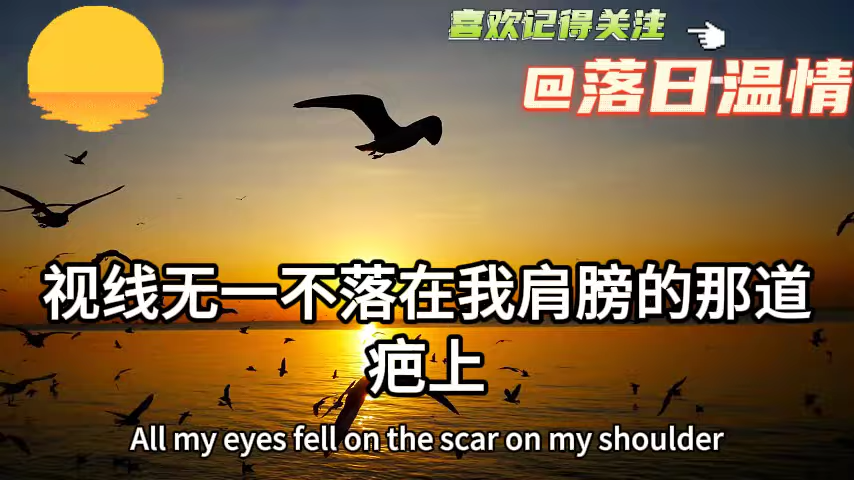 喜欢记得关注
@落日温情
视线无一不落在我肩膀的那道
疤上
All my eyes fell on the scar on my shoulder